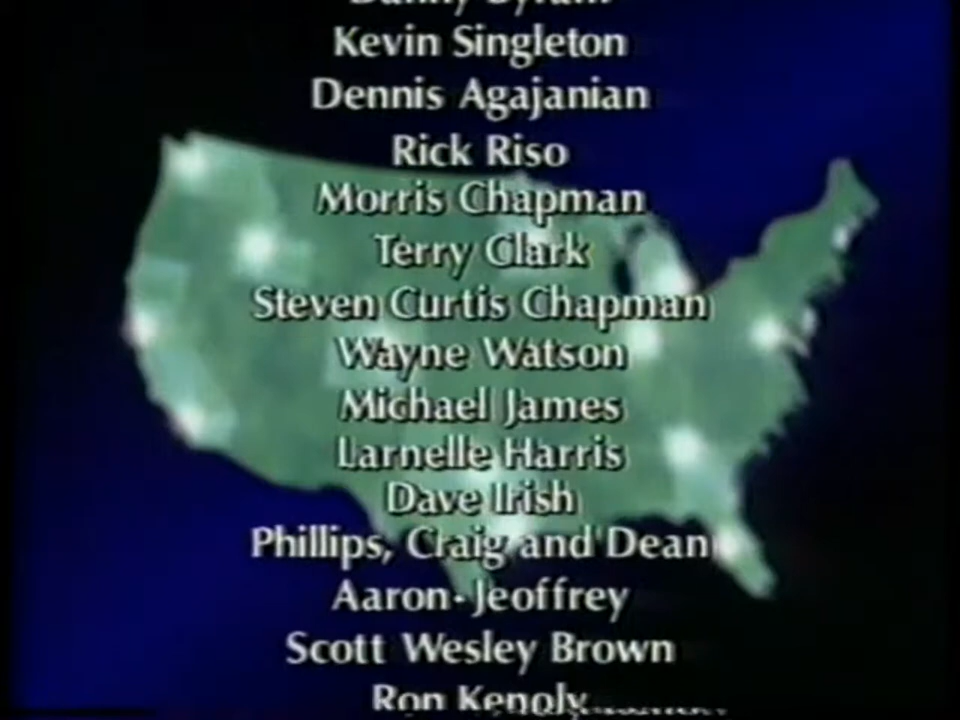 Kevin Singleton
Dennis Agajanian
Rick Riso
Morris Chapman
Terry Clark
Steven Curtis Chapman
Wayne Watson
Michael James
Larnelle Harris
Dave Irish
Phillips, Craig and Dean
Aaron-Jeoffrey
Scott Wesley Brown
Ron Kenoly